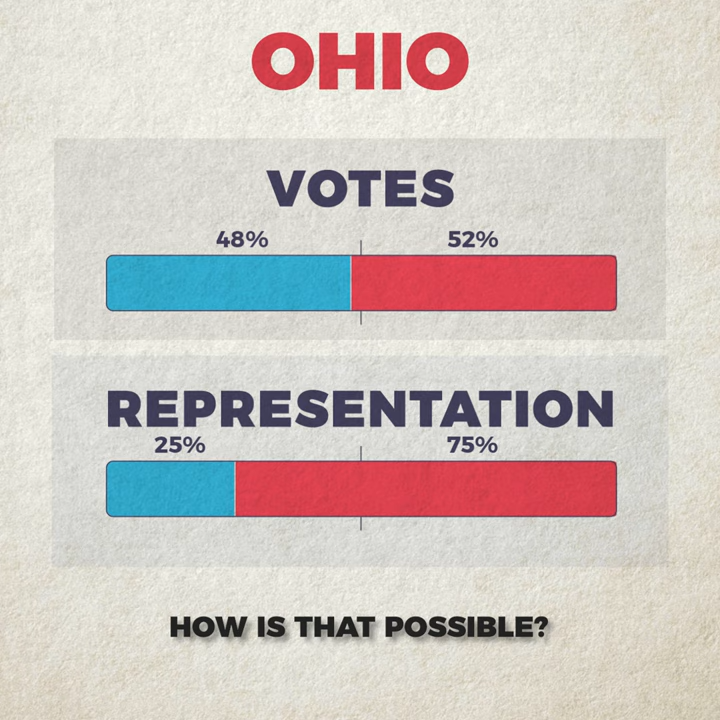 OHIO
VOTES
48% 52%
REPRESENTATION
25% 75%
HOW IS THAT POSSIBLE?